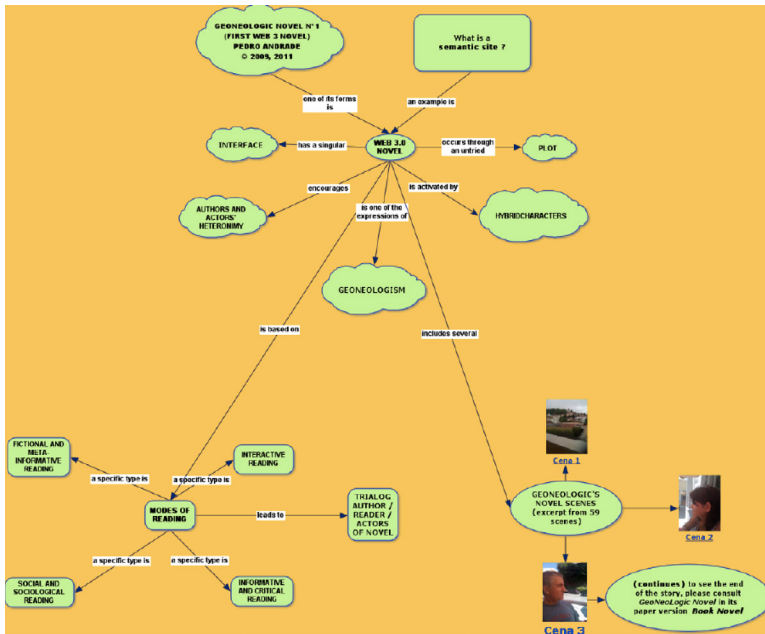 GEONEOLOGIC NOVEL Nº1
(FIRST WEB 3 NOVEL)
PEDRO ANDRADE
© 2009, 2011
What is a
semantic site ?
one of its forms
is
an example is
INTERFACE
has a singular
WEB 3.0
NOVEL
occurs through
an untried
PLOT
encourages
is activated by
AUTHORS AND
ACTORS'
HETERONIMY
is one of the
expressions of
HYBRIDCHARACTERS
GEONEOLOGISM
is based on
includes several
FICTIONAL AND
META-
INFORMATIVE
READING
a specific type is
a specific type is
INTERACTIVE
READING
MODES OF
READING
leads to
TRIALOG
AUTHOR /
READER /
ACTORS
OF NOVEL
a specific type is
a specific type is
SOCIAL AND
SOCIOLOGICAL
READING
INFORMATIVE
AND CRITICAL
READING
Cena 1
GEONEOLOGIC'S
NOVEL SCENES
(excerpt from 59
scenes)
Cena 2
Cena 3
(continues) to see the end
of the story, please consult
GeoNeoLogic Novel in its
paper version Book Novel